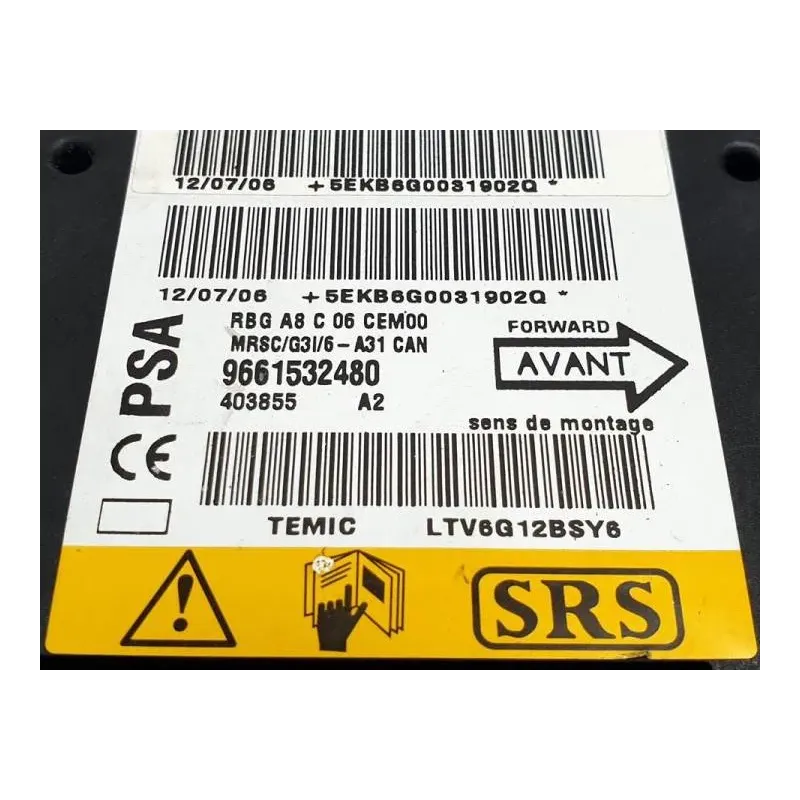 12/07/06 +5EKB6G0031902Q *
12/07/06 +5EKB6G0031902Q *
PSA
RBG A8 C 06 CEM00
MRSC/G3I/6-A31 CAN
9661532480
403855 A2
FORWARD
AVANT
sens de montage
CE
TEMIC LTV6G12BSY6
SRS